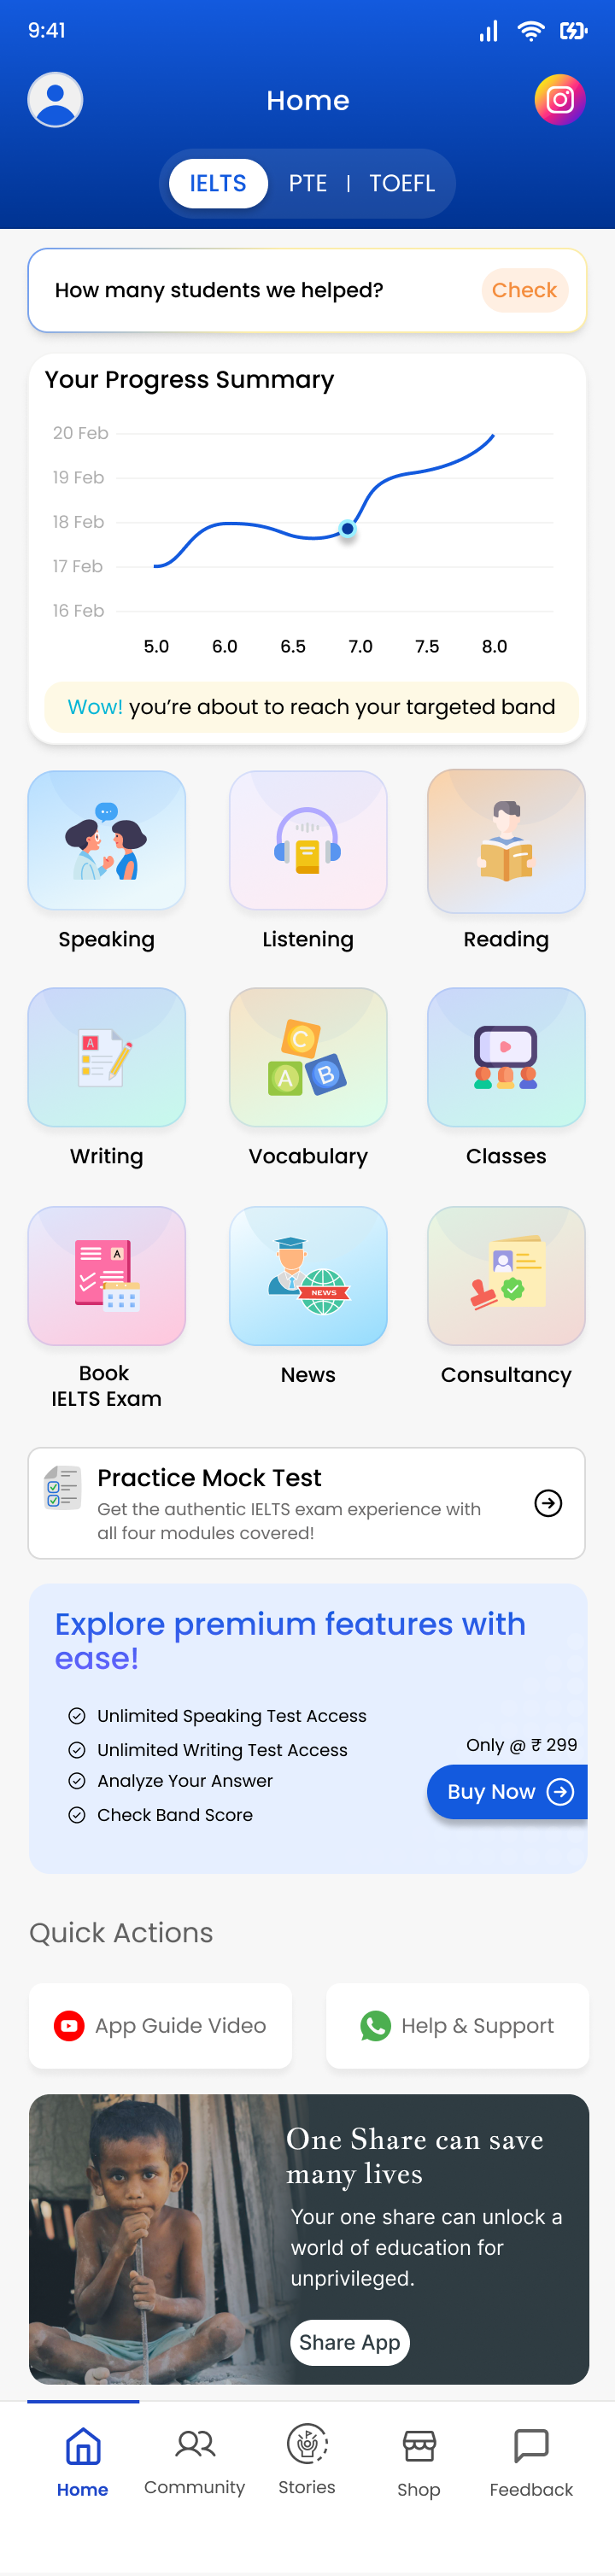 9:41
Home
IELTS
PTE | TOEFL
How many students we helped?
Check
Your Progress Summary
20 Feb
19 Feb
18 Feb
17 Feb
16 Feb
5.0 6.0 6.5 7.0 7.5 8.0
Wow! you’re about to reach your targeted band
Speaking
Listening
Reading
A
C
A B
Writing
Vocabulary
Classes
A
NEWS
Book
IELTS Exam
News
Consultancy
Practice Mock Test
Get the authentic IELTS exam experience with
all four modules covered!
Explore premium features with
ease!
Unlimited Speaking Test Access
Unlimited Writing Test Access
Analyze Your Answer
Check Band Score
Only @ ₹ 299
Buy Now
Quick Actions
App Guide Video
Help & Support
One Share can save
many lives
Your one share can unlock a
world of education for
unprivileged.
Share App
Home
Community
Stories
Shop
Feedback